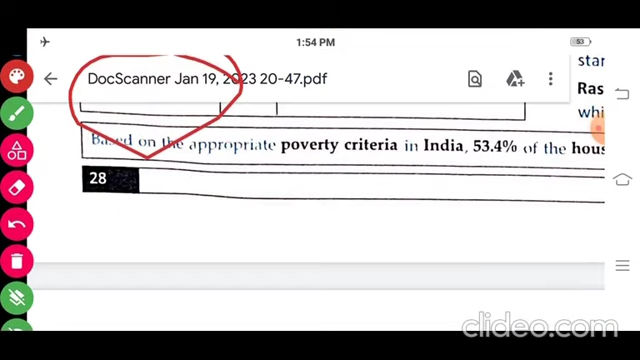 1:54 PM
53
DocScanner Jan 19, 2023 20-47.pdf
star
Ras
whi
Based on the appropriate poverty criteria in India, 53.4% of the hous
28
clideo.com